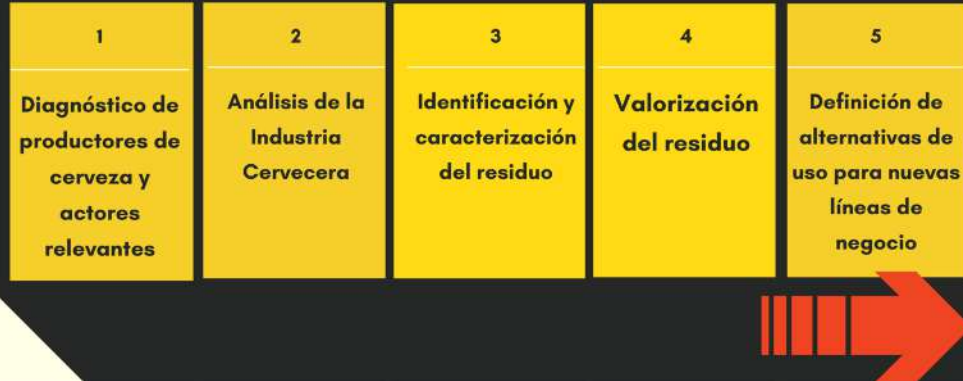 1
Diagnóstico de
productores de
cerveza y
actores
relevantes
2
Análisis de la
Industria
Cervecera
3
Identificación y
caracterización
del residuo
4
Valorización
del residuo
5
Definición de
alternativas de
uso para nuevas
líneas de
negocio